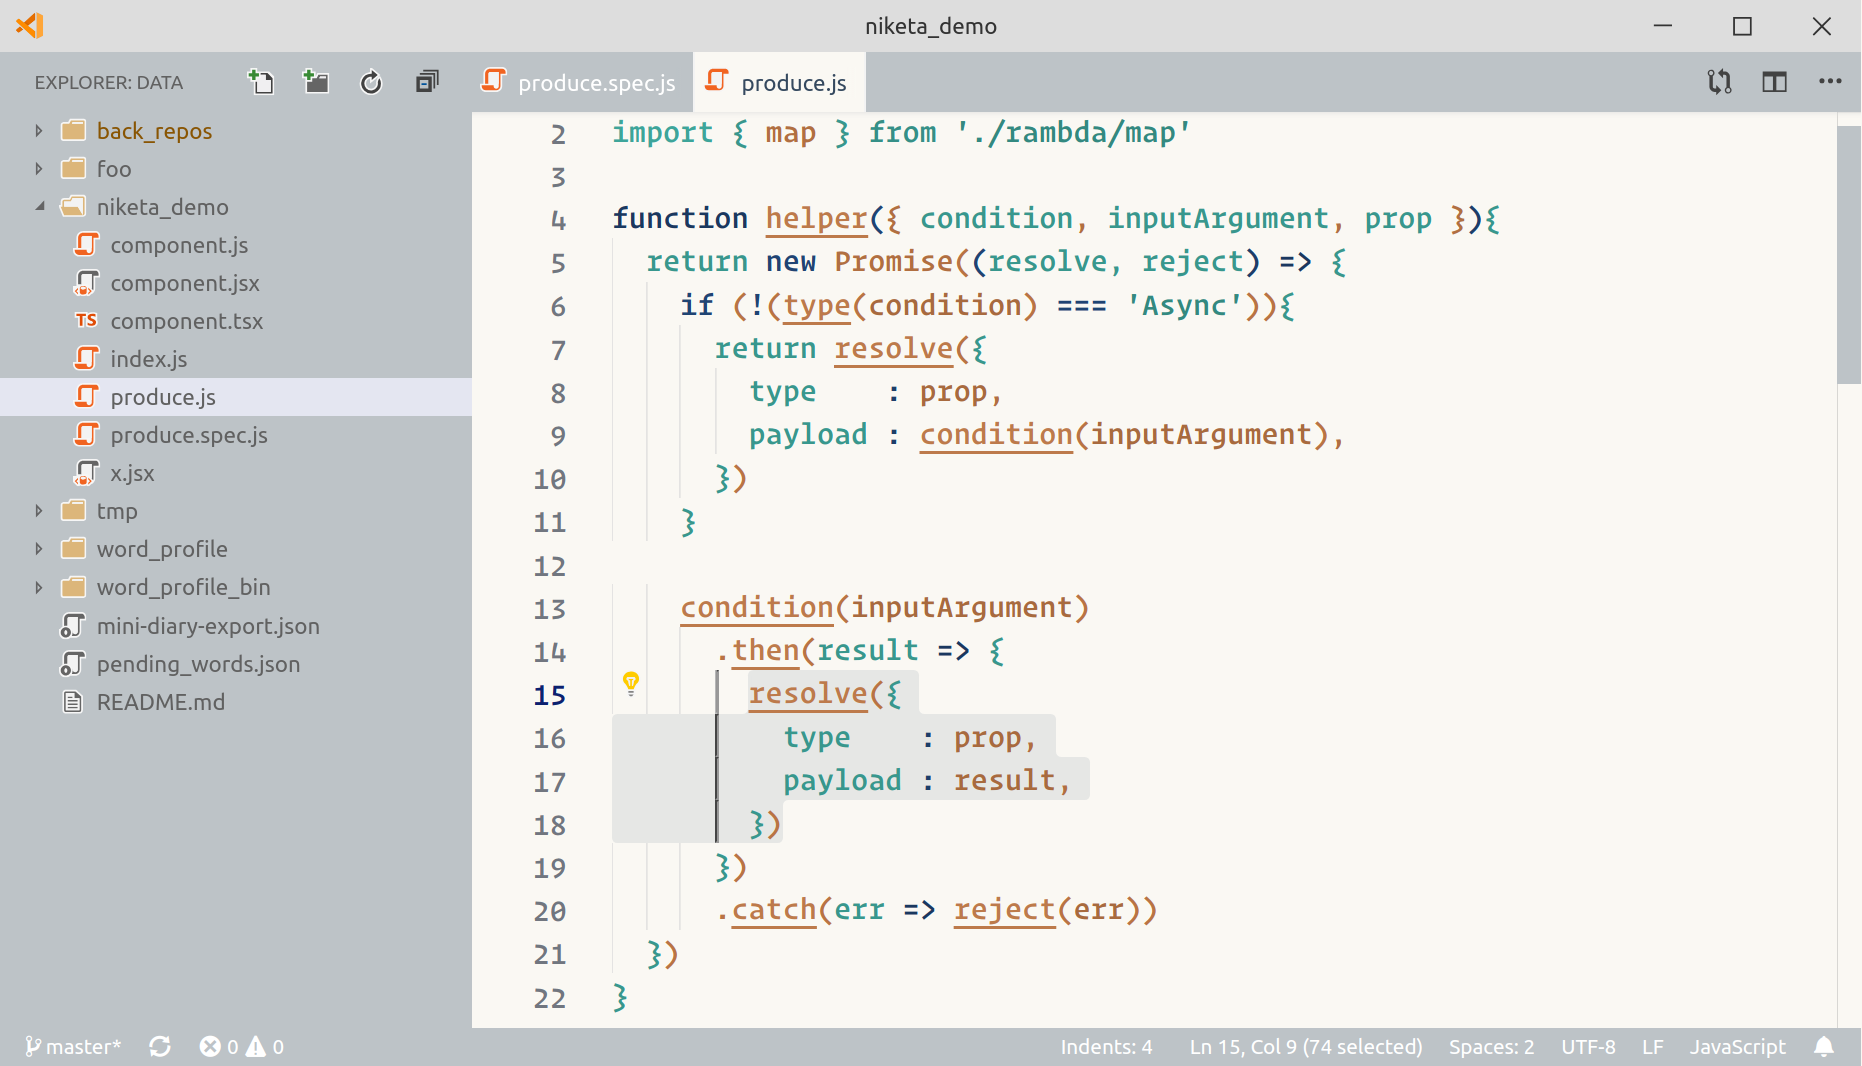 niketa_demo
EXPLORER: DATA
produce.spec.js
produce.js
back_repos
foo
niketa_demo
component.js
component.jsx
TS component.tsx
index.js
produce.js
produce.spec.js
x.jsx
tmp
word_profile
word_profile_bin
mini-diary-export.json
pending_words.json
README.md
2 import { map } from './rambda/map'
3
4 function helper({ condition, inputArgument, prop }){
5 return new Promise((resolve, reject) => {
6 if (!(type(condition) === 'Async')){
7 return resolve({
8 type : prop,
9 payload : condition(inputArgument),
10 })
11 }
12
13 condition(inputArgument)
14 .then(result => {
15 resolve({
16 type : prop,
17 payload : result,
18 })
19 })
20 .catch(err => reject(err))
21 })
22 }
master* 0 0 Indents: 4 Ln 15, Col 9 (74 selected) Spaces: 2 UTF-8 LF JavaScript